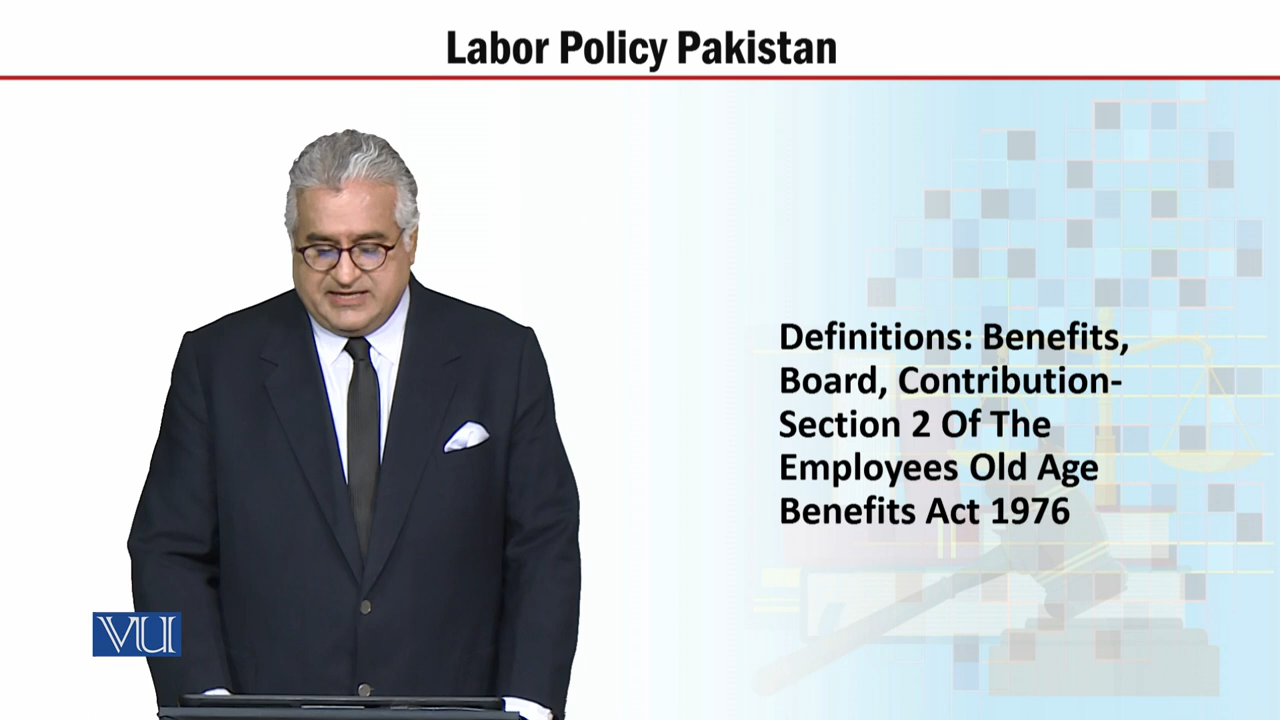 Labor Policy Pakistan
Definitions: Benefits,
Board, Contribution-
Section 2 Of The
Employees Old Age
Benefits Act 1976
VU